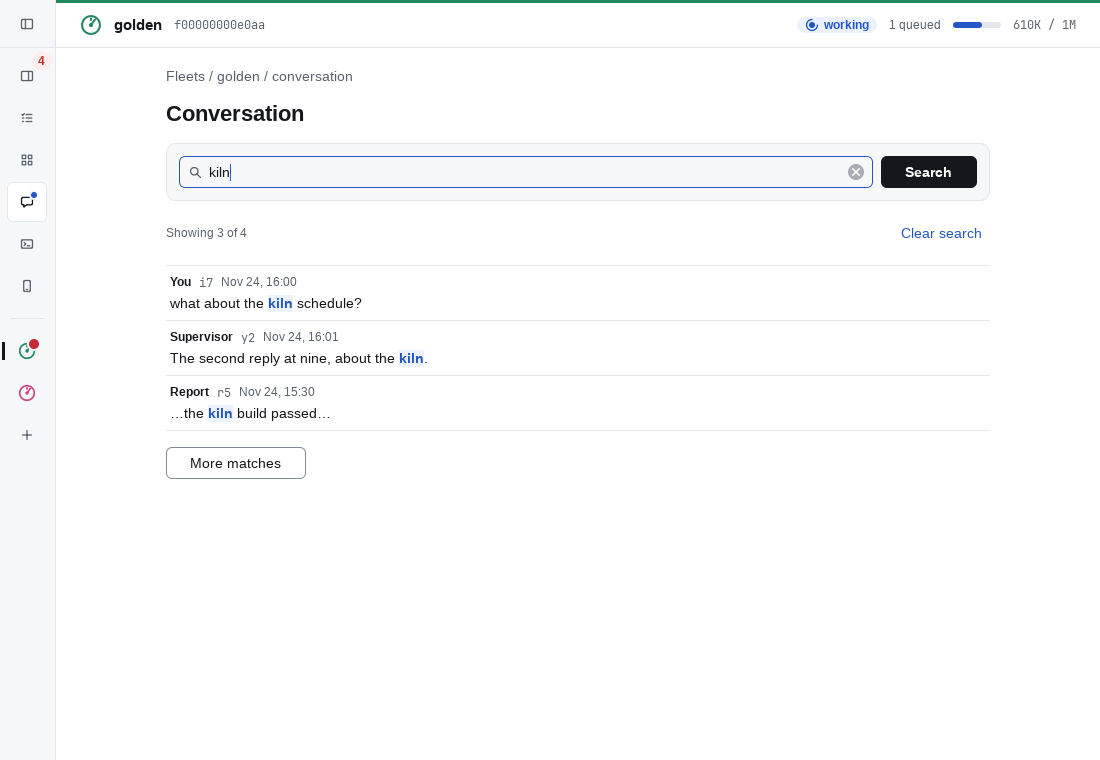 golden f00000000e0aa working 1 queued 610K / 1M
4
Fleets / golden / conversation
Conversation
kiln Search
Showing 3 of 4 Clear search
You i7 Nov 24, 16:00
what about the kiln schedule?
Supervisor y2 Nov 24, 16:01
The second reply at nine, about the kiln.
Report r5 Nov 24, 15:30
…the kiln build passed…
More matches